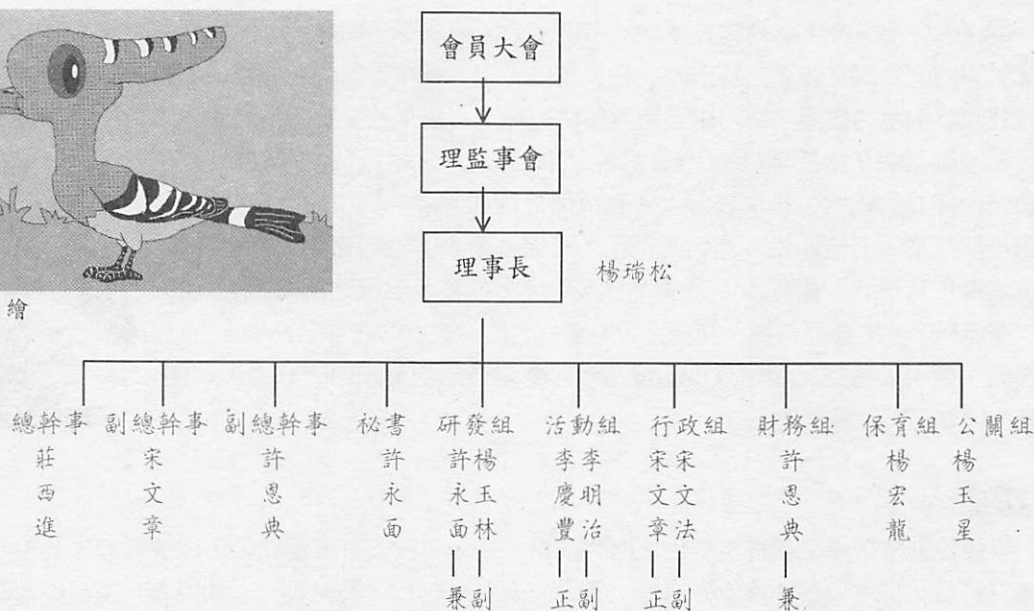 會員大會
理監事會
理事長
楊瑞松
繪
總幹事
莊西進
副總幹事
宋文章
副總幹事
許恩典
秘書
許永面
研發組
許永面
兼
楊玉林
副
活動組
李慶豐
正
李明治
副
行政組
宋文章
正
宋文法
副
財務組
許恩典
兼
保育組
楊宏龍
公關組
楊玉星